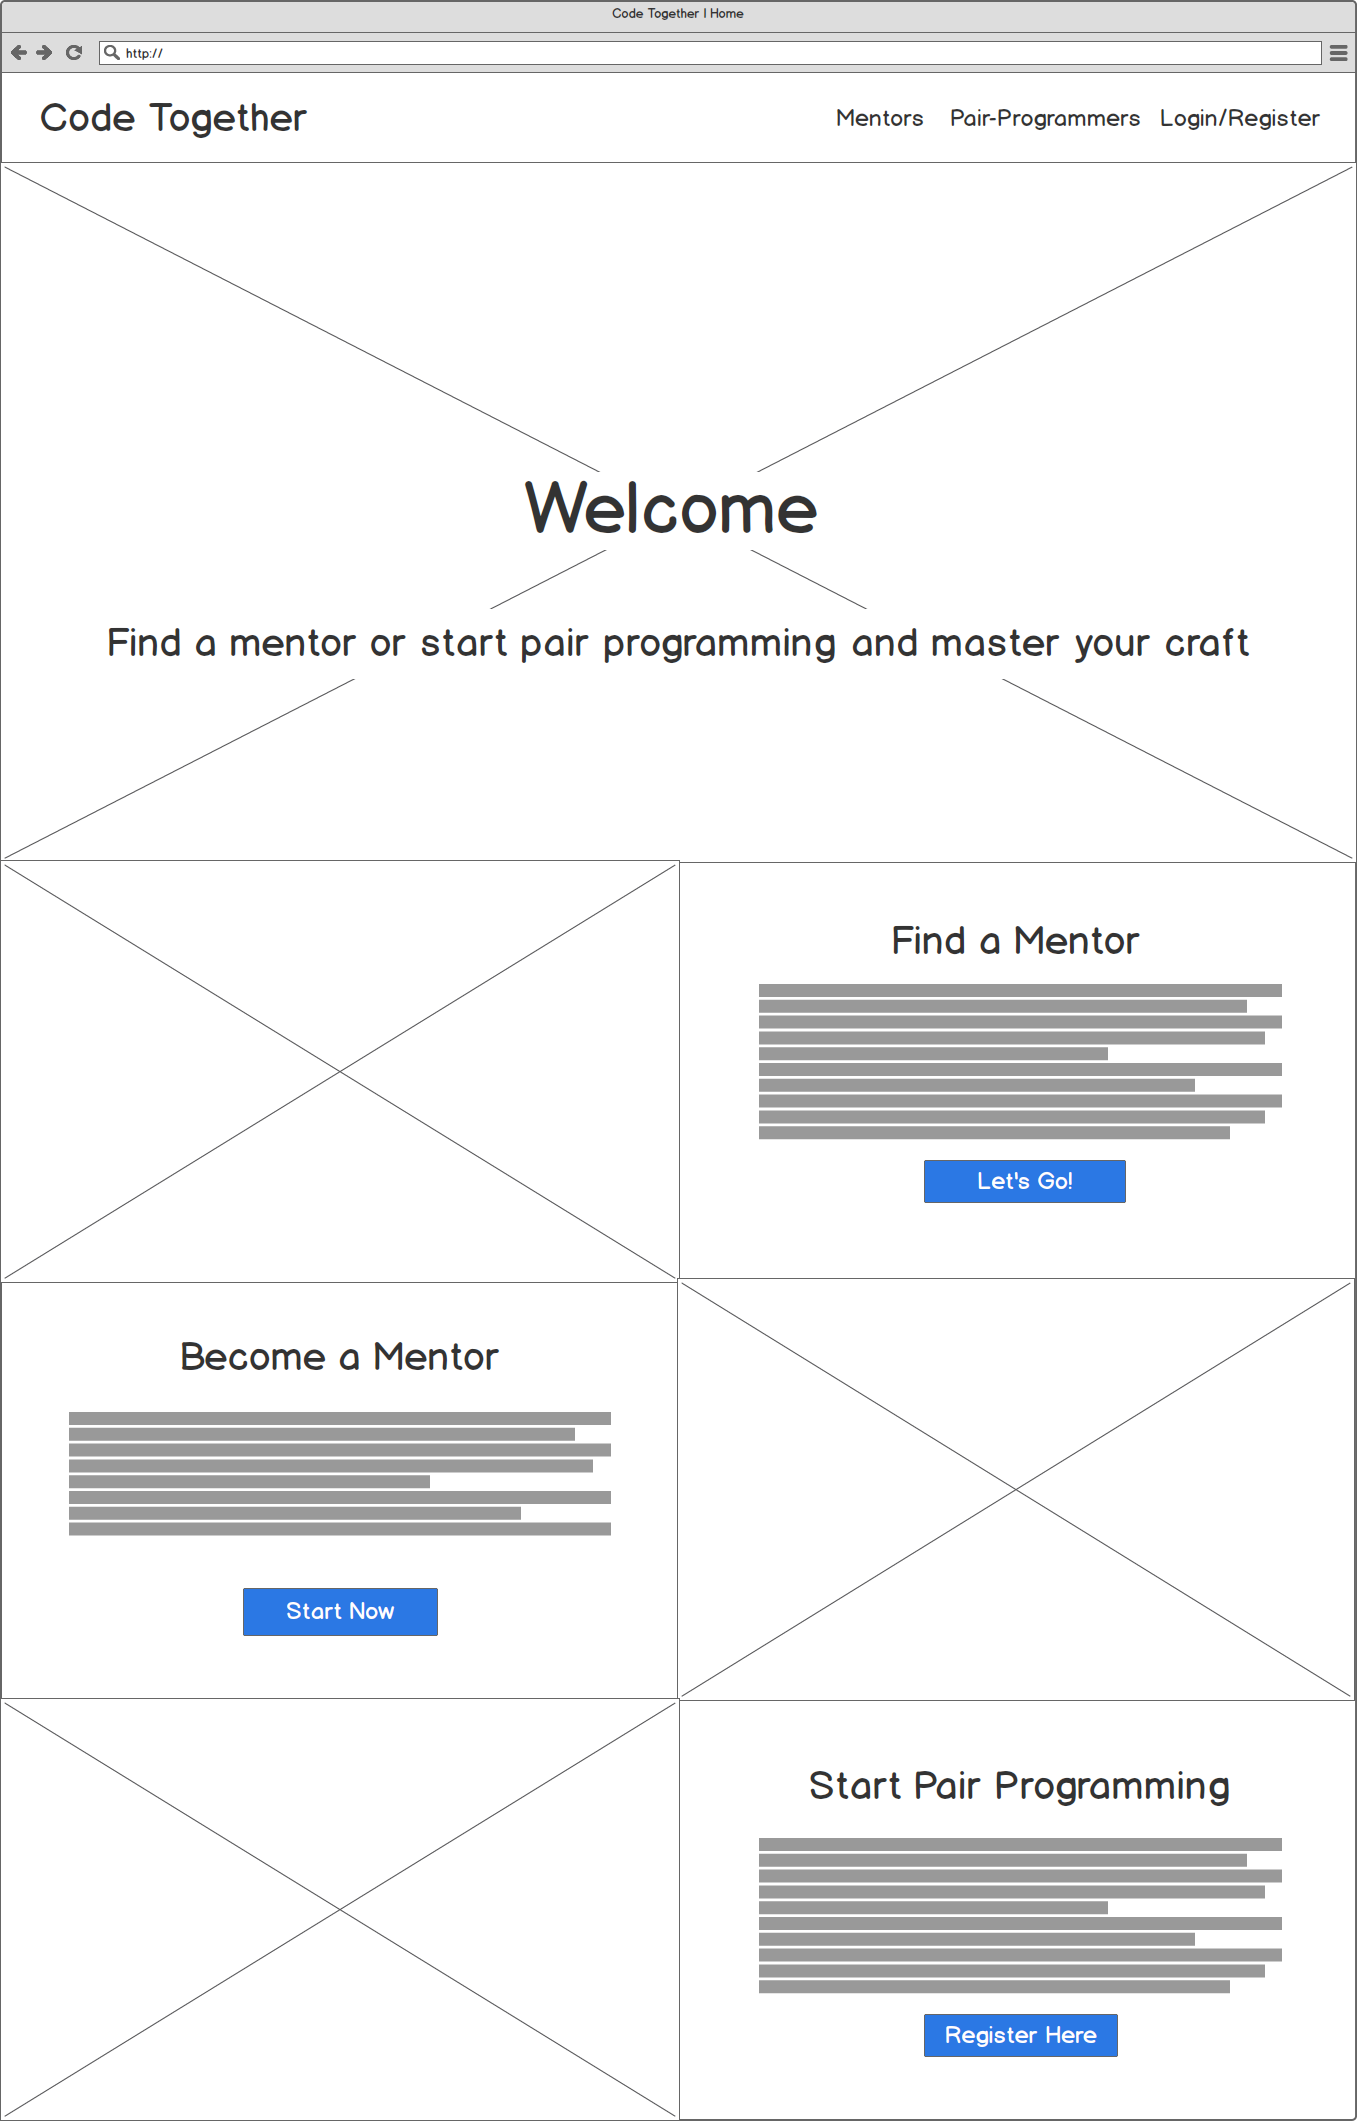 Code Together | Home
http://
Code Together
Mentors Pair-Programmers Login/Register
Welcome
Find a mentor or start pair programming and master your craft
Find a Mentor
Let's Go!
Become a Mentor
Start Now
Start Pair Programming
Register Here